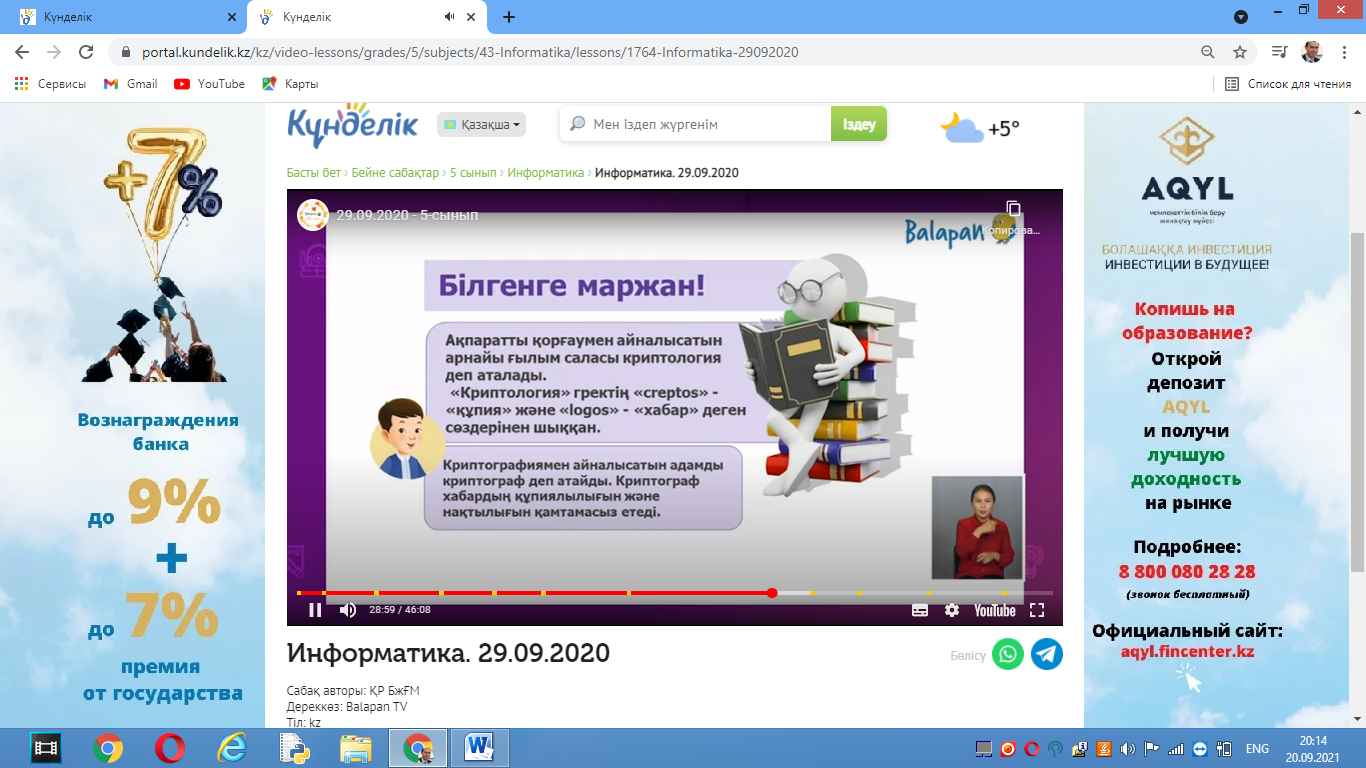 Күнделік
Күнделік
portal.kundelik.kz/kz/video-lessons/grades/5/subjects/43-Informatika/lessons/1764-Informatika-29092020
Сервисы
Gmail
YouTube
Карты
Список для чтения
+7%
Вознаграждения
банка
до 9%
+
до 7%
премия
от государства
Күнделік
Қазақша
Мен іздеп жүргенім
Іздеу
+5°
Басты бет › Бейне сабақтар › 5 сынып › Информатика › Информатика. 29.09.2020
29.09.2020 - 5-сынып
Balapan
Копирова...
Білгенге маржан!
Ақпаратты қорғаумен айналысатын
арнайы ғылым саласы криптология
деп аталады.
«Криптология» гректің «creptos» -
«құпия» және «logos» - «хабар» деген
сөздерінен шыққан.
Криптографиямен айналысатын адамды
криптограф деп атайды. Криптограф
хабардың құпиялылығын және
нақтылығын қамтамасыз етеді.
28:59 / 46:08
YouTube
Информатика. 29.09.2020
Бөлісу
Сабақ авторы: ҚР БжҒМ
Дереккөз: Balapan TV
Тіл: kz
AQYL
мемлекеттік білім беру
жинақтау жүйесі
БОЛАШАҚҚА ИНВЕСТИЦИЯ
ИНВЕСТИЦИИ В БУДУЩЕЕ!
Копишь на
образование?
Открой
депозит
AQYL
и получи
лучшую
доходность
на рынке
Подробнее:
8 800 080 28 28
(звонок бесплатный)
Официальный сайт:
aqyl.fincenter.kz
ENG
20:14
20.09.2021